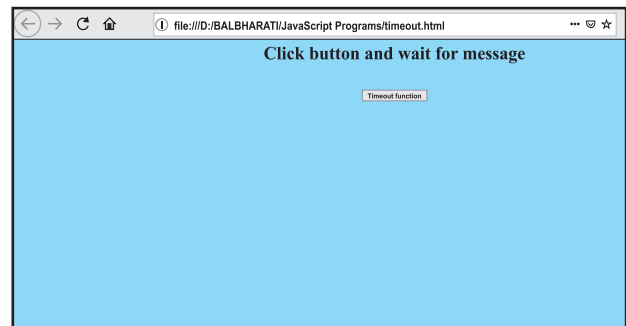 file:///D:/BALBHARATI/JavaScript Programs/timeout.html
Click button and wait for message
Timeout function